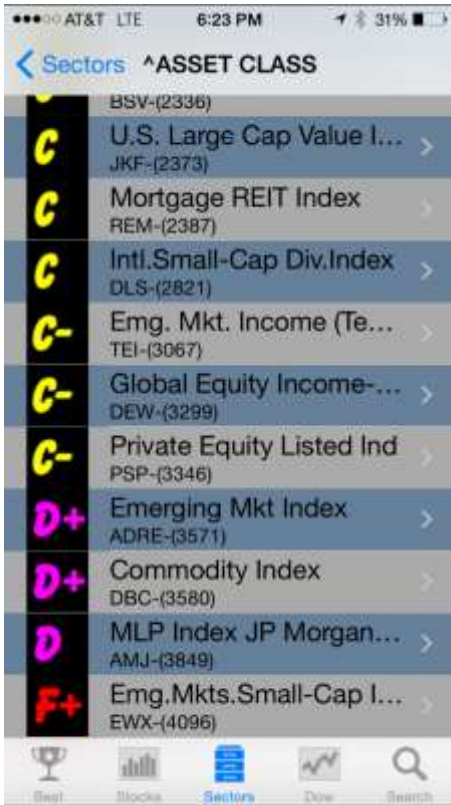 AT&T LTE 6:23 PM 31%
Sectors ^ASSET CLASS
BSV-(2336)
C U.S. Large Cap Value I...
JKF-(2373)
C Mortgage REIT Index
REM-(2387)
C Intl.Small-Cap Div.Index
DLS-(2821)
C- Emg. Mkt. Income (Te...
TEI-(3067)
C- Global Equity Income-...
DEW-(3299)
C- Private Equity Listed Ind
PSP-(3346)
D+ Emerging Mkt Index
ADRE-(3571)
D+ Commodity Index
DBC-(3580)
D MLP Index JP Morgan...
AMJ-(3849)
F+ Emg.Mkts.Small-Cap I...
EWX-(4096)
Best Stocks Sectors Dow Search